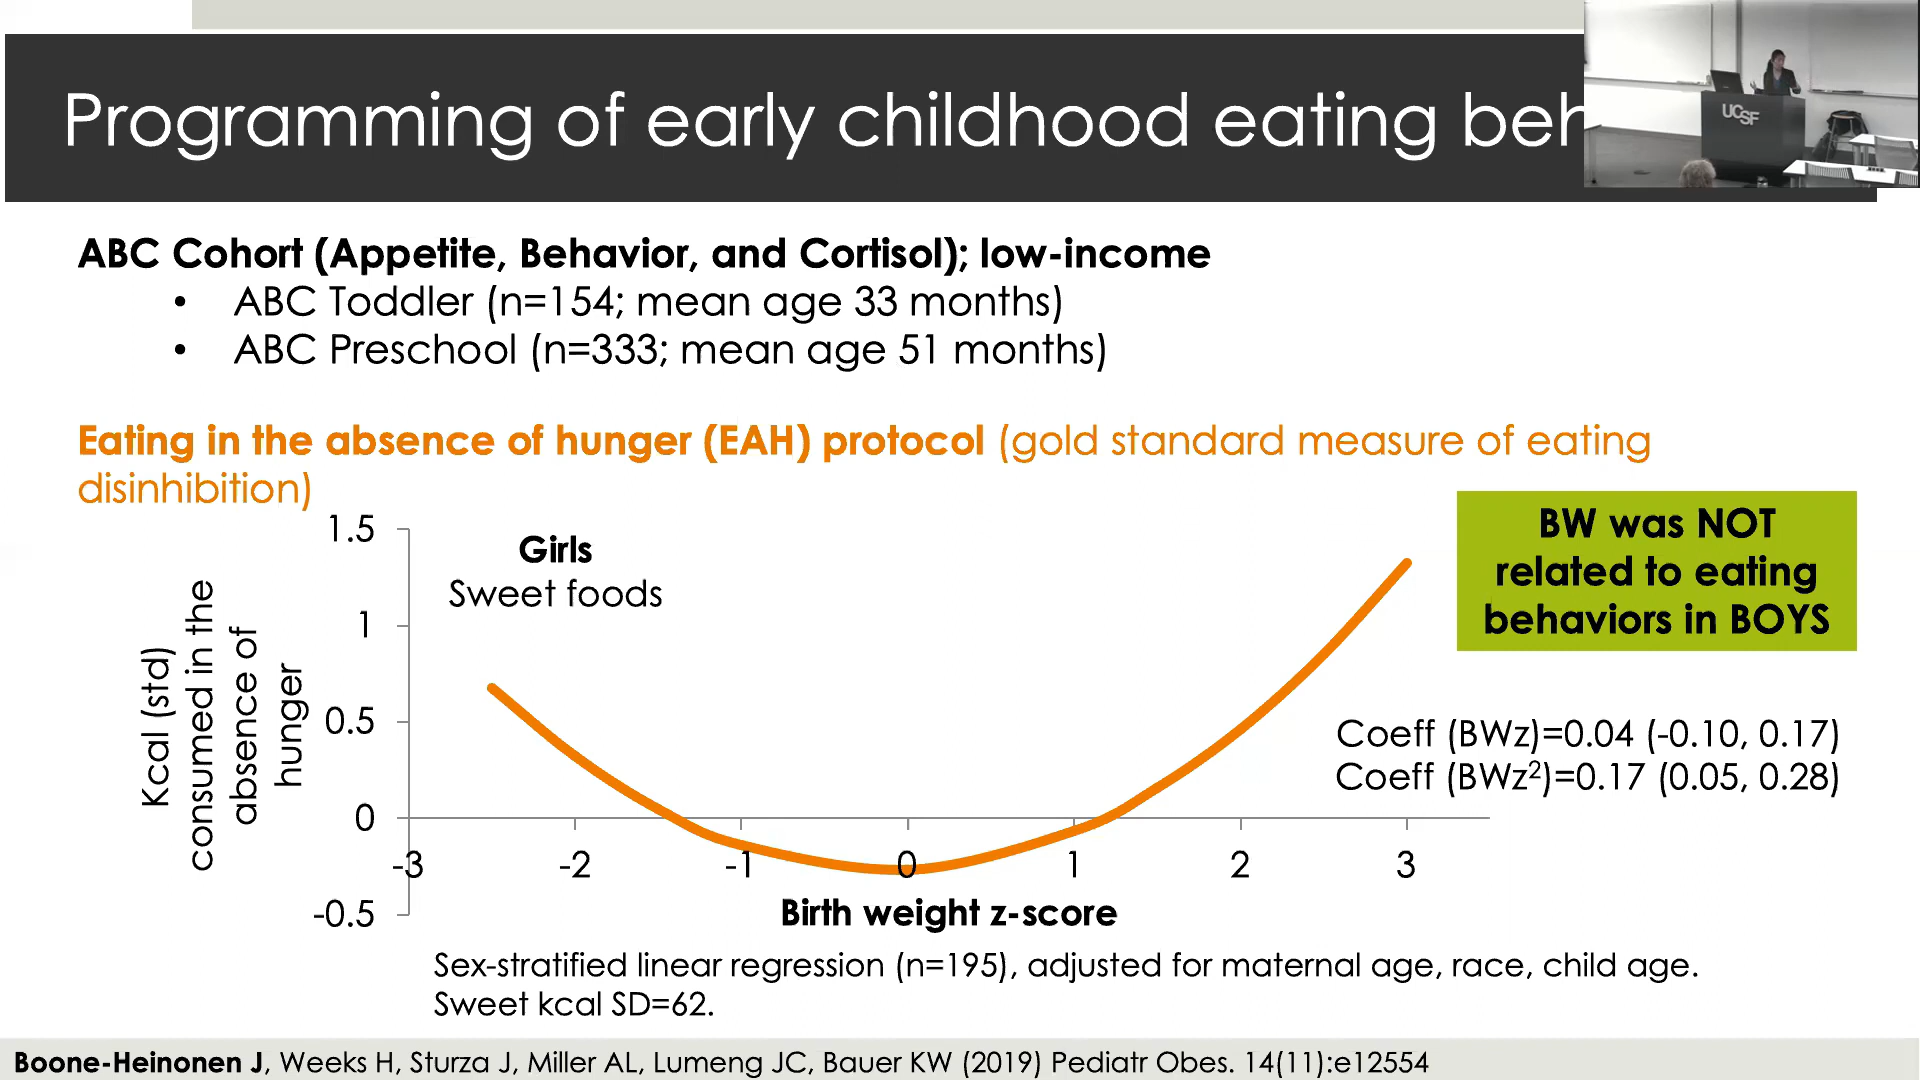 Programming of early childhood eating beh
UCSF
ABC Cohort (Appetite, Behavior, and Cortisol); low-income
• ABC Toddler (n=154; mean age 33 months)
• ABC Preschool (n=333; mean age 51 months)
Eating in the absence of hunger (EAH) protocol (gold standard measure of eating
disinhibition)
BW was NOT
related to eating
behaviors in BOYS
Girls
Sweet foods
Kcal (std)
consumed in the
absence of
hunger
1.5
1
0.5
0
-0.5
Coeff (BWz)=0.04 (-0.10, 0.17)
Coeff (BWz²)=0.17 (0.05, 0.28)
-3 -2 -1 0 1 2 3
Birth weight z-score
Sex-stratified linear regression (n=195), adjusted for maternal age, race, child age.
Sweet kcal SD=62.
Boone-Heinonen J, Weeks H, Sturza J, Miller AL, Lumeng JC, Bauer KW (2019) Pediatr Obes. 14(11):e12554